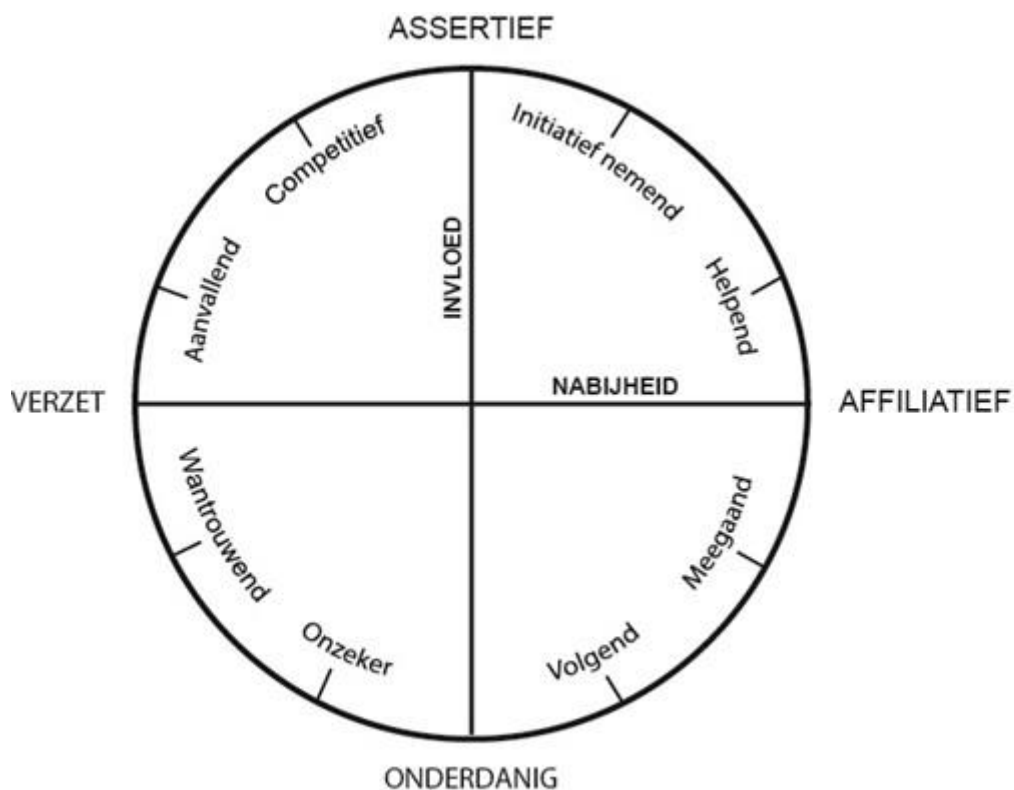 ASSERTIEF
Competitief
Initiatief nemend
Aanvallend
INVLOED
Helpend
NABIJHEID
VERZET
AFFILIATIEF
Wantrouwend
Meegaand
Onzeker
Volgend
ONDERDANIG